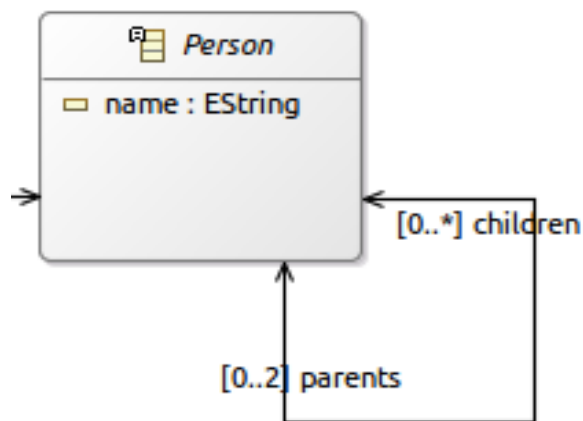 Person
name : EString
[0..*] children
[0..2] parents